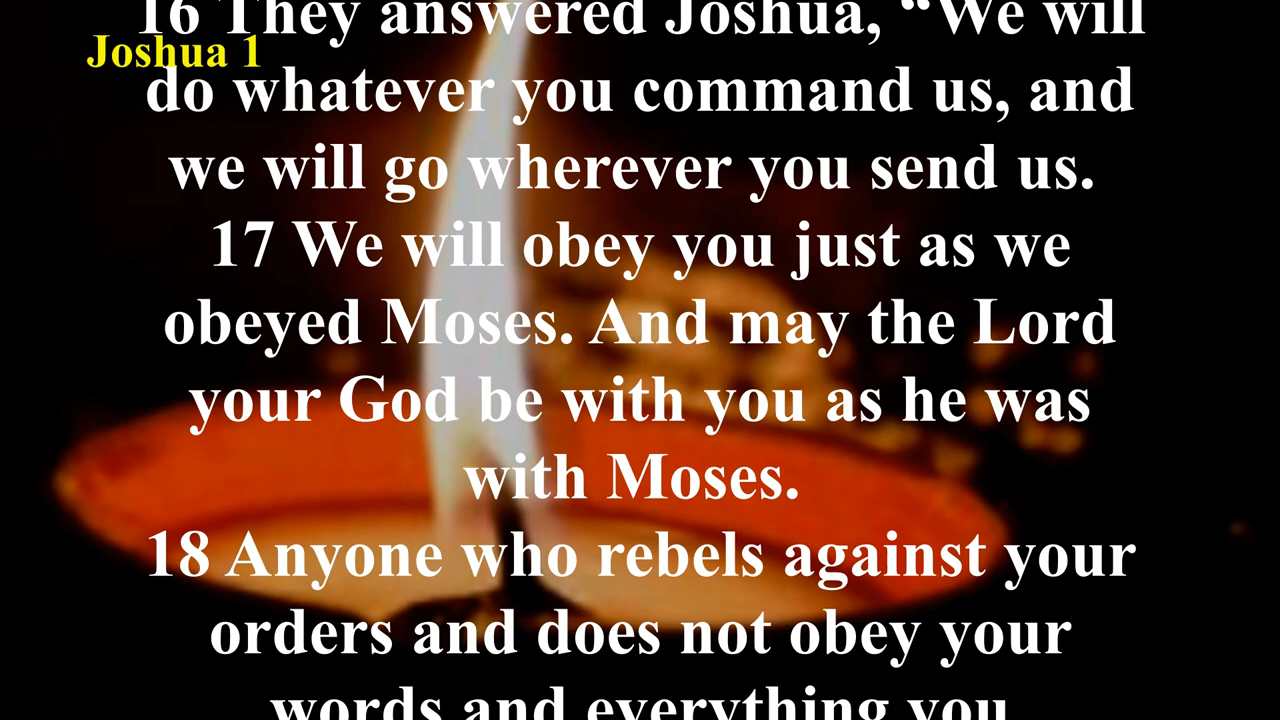 16 They answered Joshua, “We will
Joshua 1
do whatever you command us, and
we will go wherever you send us.
17 We will obey you just as we
obeyed Moses. And may the Lord
your God be with you as he was
with Moses.
18 Anyone who rebels against your
orders and does not obey your
words and everything you